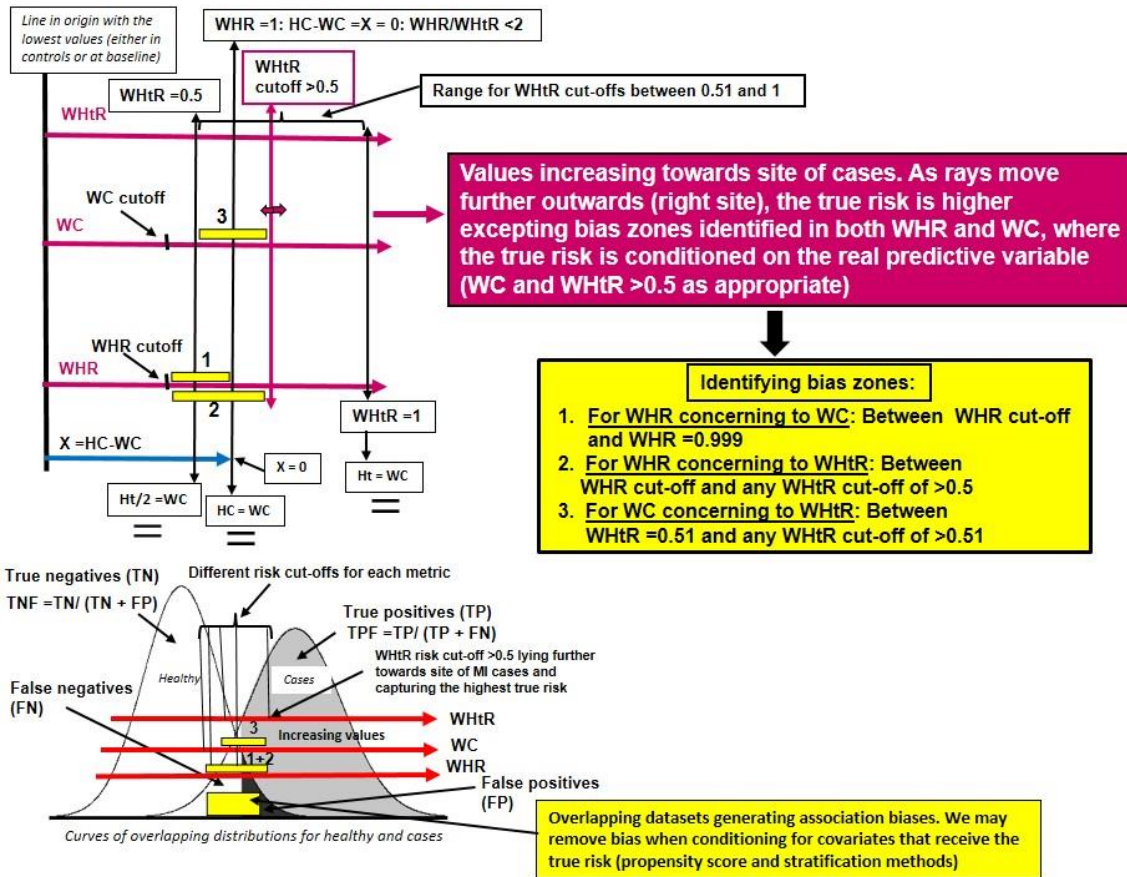 Line in origin with the
lowest values (either in
controls or at baseline)
WHR =1: HC-WC =X = 0: WHR/WHtR <2
WHtR
cutoff >0.5
WHtR =0.5
Range for WHtR cut-offs between 0.51 and 1
WHtR
WC cutoff
3
WC
WHR cutoff
1
WHR
2
WHtR =1
X =HC-WC
X = 0
Ht = WC
Ht/2 =WC
HC = WC
Values increasing towards site of cases. As rays move
further outwards (right site), the true risk is higher
excepting bias zones identified in both WHR and WC, where
the true risk is conditioned on the real predictive variable
(WC and WHtR >0.5 as appropriate)
Identifying bias zones:
1. For WHR concerning to WC: Between WHR cut-off
and WHR =0.999
2. For WHR concerning to WHtR: Between
WHR cut-off and any WHtR cut-off of >0.5
3. For WC concerning to WHtR: Between
WHtR =0.51 and any WHtR cut-off of >0.51
True negatives (TN)
TNF =TN/ (TN + FP)
Different risk cut-offs for each metric
True positives (TP)
TPF =TP/ (TP + FN)
WHtR risk cut-off >0.5 lying further
towards site of MI cases and
capturing the highest true risk
Healthy
Cases
False negatives
(FN)
WHtR
3
Increasing values
WC
1+2
WHR
False positives
(FP)
Curves of overlapping distributions for healthy and cases
Overlapping datasets generating association biases. We may
remove bias when conditioning for covariates that receive the
true risk (propensity score and stratification methods)